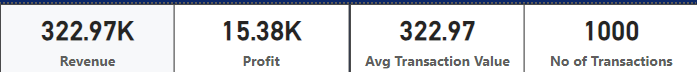 322.97K
Revenue
15.38K
Profit
322.97
Avg Transaction Value
1000
No of Transactions